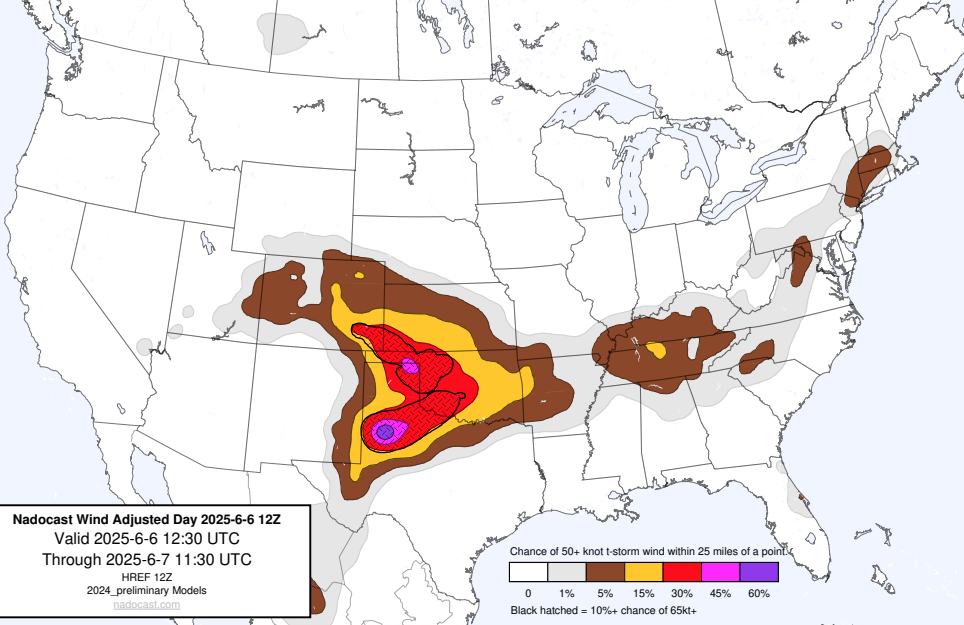 Nadocast Wind Adjusted Day 2025-6-6 12Z
Valid 2025-6-6 12:30 UTC
Through 2025-6-7 11:30 UTC
HREF 12Z
2024_preliminary Models
nadocast.com
Chance of 50+ knot t-storm wind within 25 miles of a point.
0 1% 5% 15% 30% 45% 60%
Black hatched = 10%+ chance of 65kt+